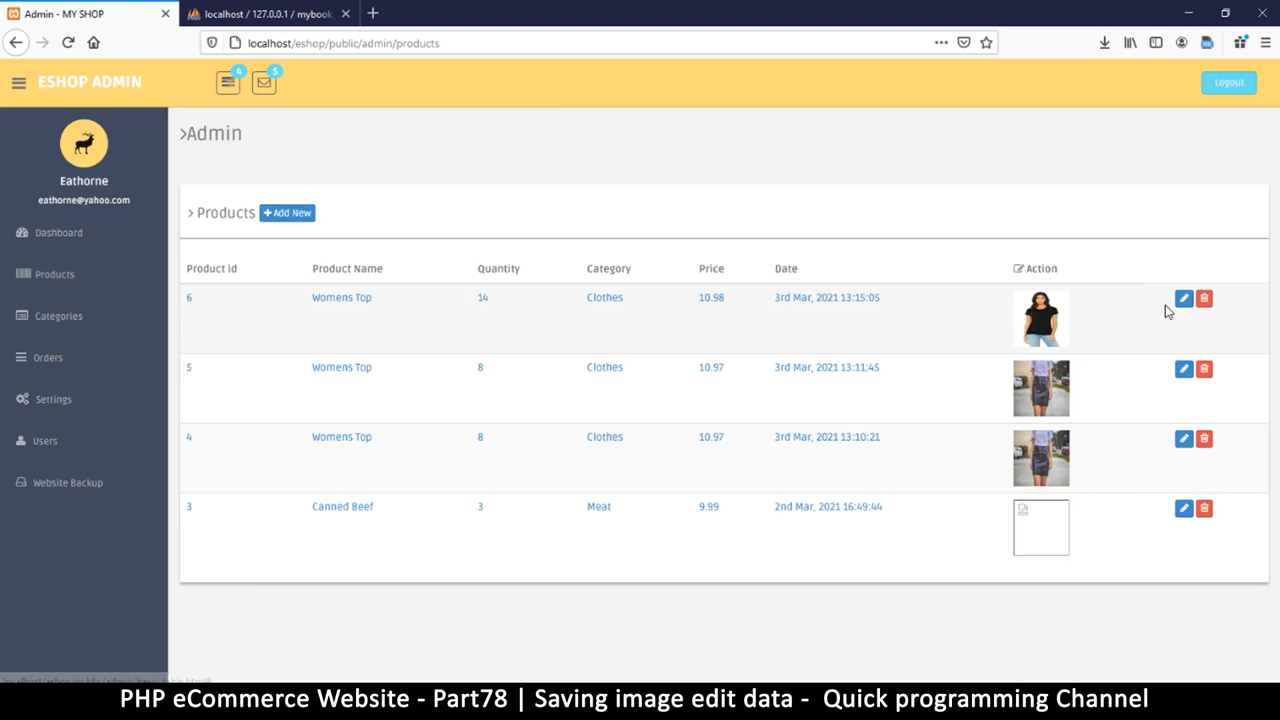 Admin - MY SHOP
localhost / 127.0.0.1 / mybook
localhost/eshop/public/admin/products
ESHOP ADMIN
4
5
Logout
Eathorne
eathorne@yahoo.com
Dashboard
Products
Categories
Orders
Settings
Users
Website Backup
>Admin
> Products +Add New
Product id Product Name Quantity Category Price Date Action
6 Womens Top 14 Clothes 10.98 3rd Mar, 2021 13:15:05
5 Womens Top 8 Clothes 10.97 3rd Mar, 2021 13:11:45
4 Womens Top 8 Clothes 10.97 3rd Mar, 2021 13:10:21
3 Canned Beef 3 Meat 9.99 2nd Mar, 2021 16:49:44
PHP eCommerce Website - Part78 | Saving image edit data - Quick programming Channel